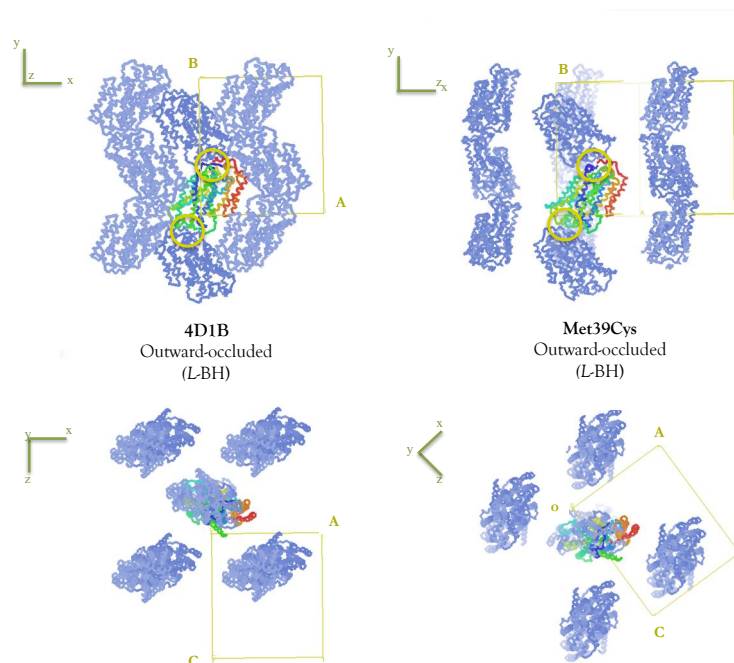 y
z
x
B
A
y
z
x
B
A
4D1B
Outward-occluded
(L-BH)
Met39Cys
Outward-occluded
(L-BH)
y
x
z
A
C
x
y
z
A
O
C